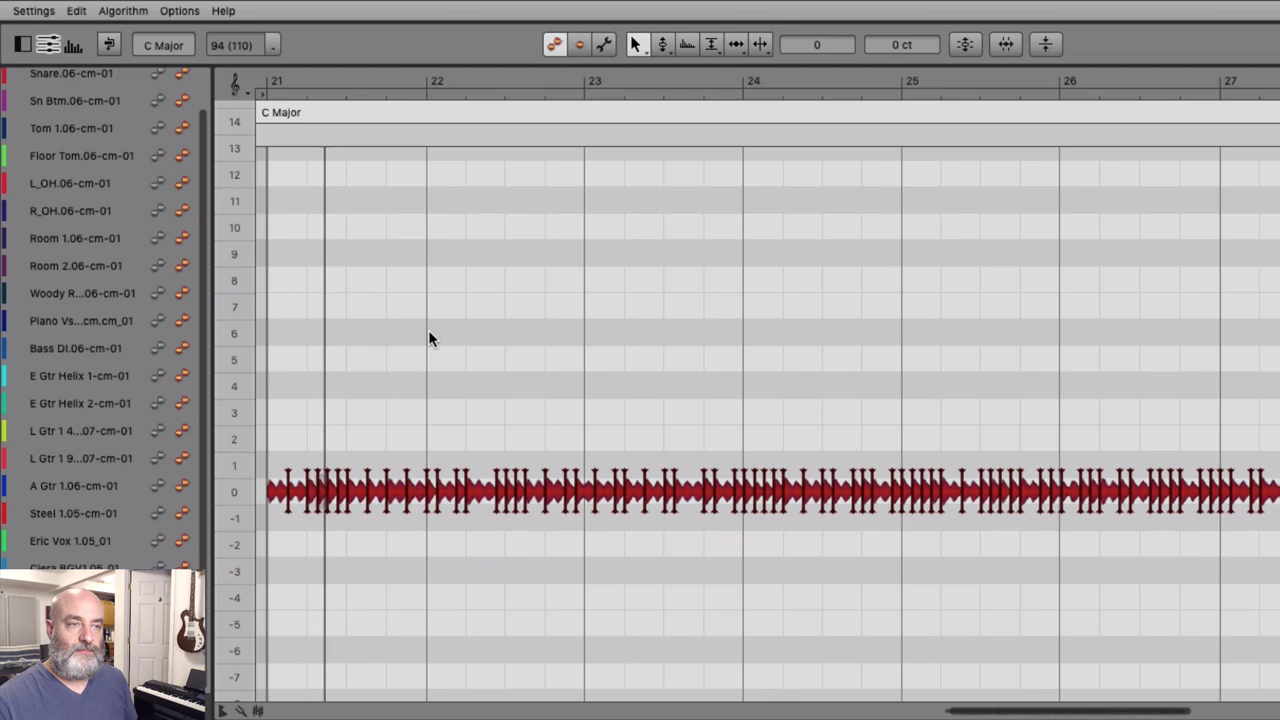 Settings Edit Algorithm Options Help
C Major 94 (110) 0 0 ct
21 22 23 24 25 26 27
C Major
14
13
12
11
10
9
8
7
6
5
4
3
2
1
0
-1
-2
-3
-4
-5
-6
-7
Snare.06-cm-01
Sn Btm.06-cm-01
Tom 1.06-cm-01
Floor Tom.06-cm-01
L_OH.06-cm-01
R_OH.06-cm-01
Room 1.06-cm-01
Room 2.06-cm-01
Woody R...06-cm-01
Piano Vs...cm.cm_01
Bass DI.06-cm-01
E Gtr Helix 1-cm-01
E Gtr Helix 2-cm-01
L Gtr 1 4...07-cm-01
L Gtr 1 9...07-cm-01
A Gtr 1.06-cm-01
Steel 1.05-cm-01
Eric Vox 1.05_01